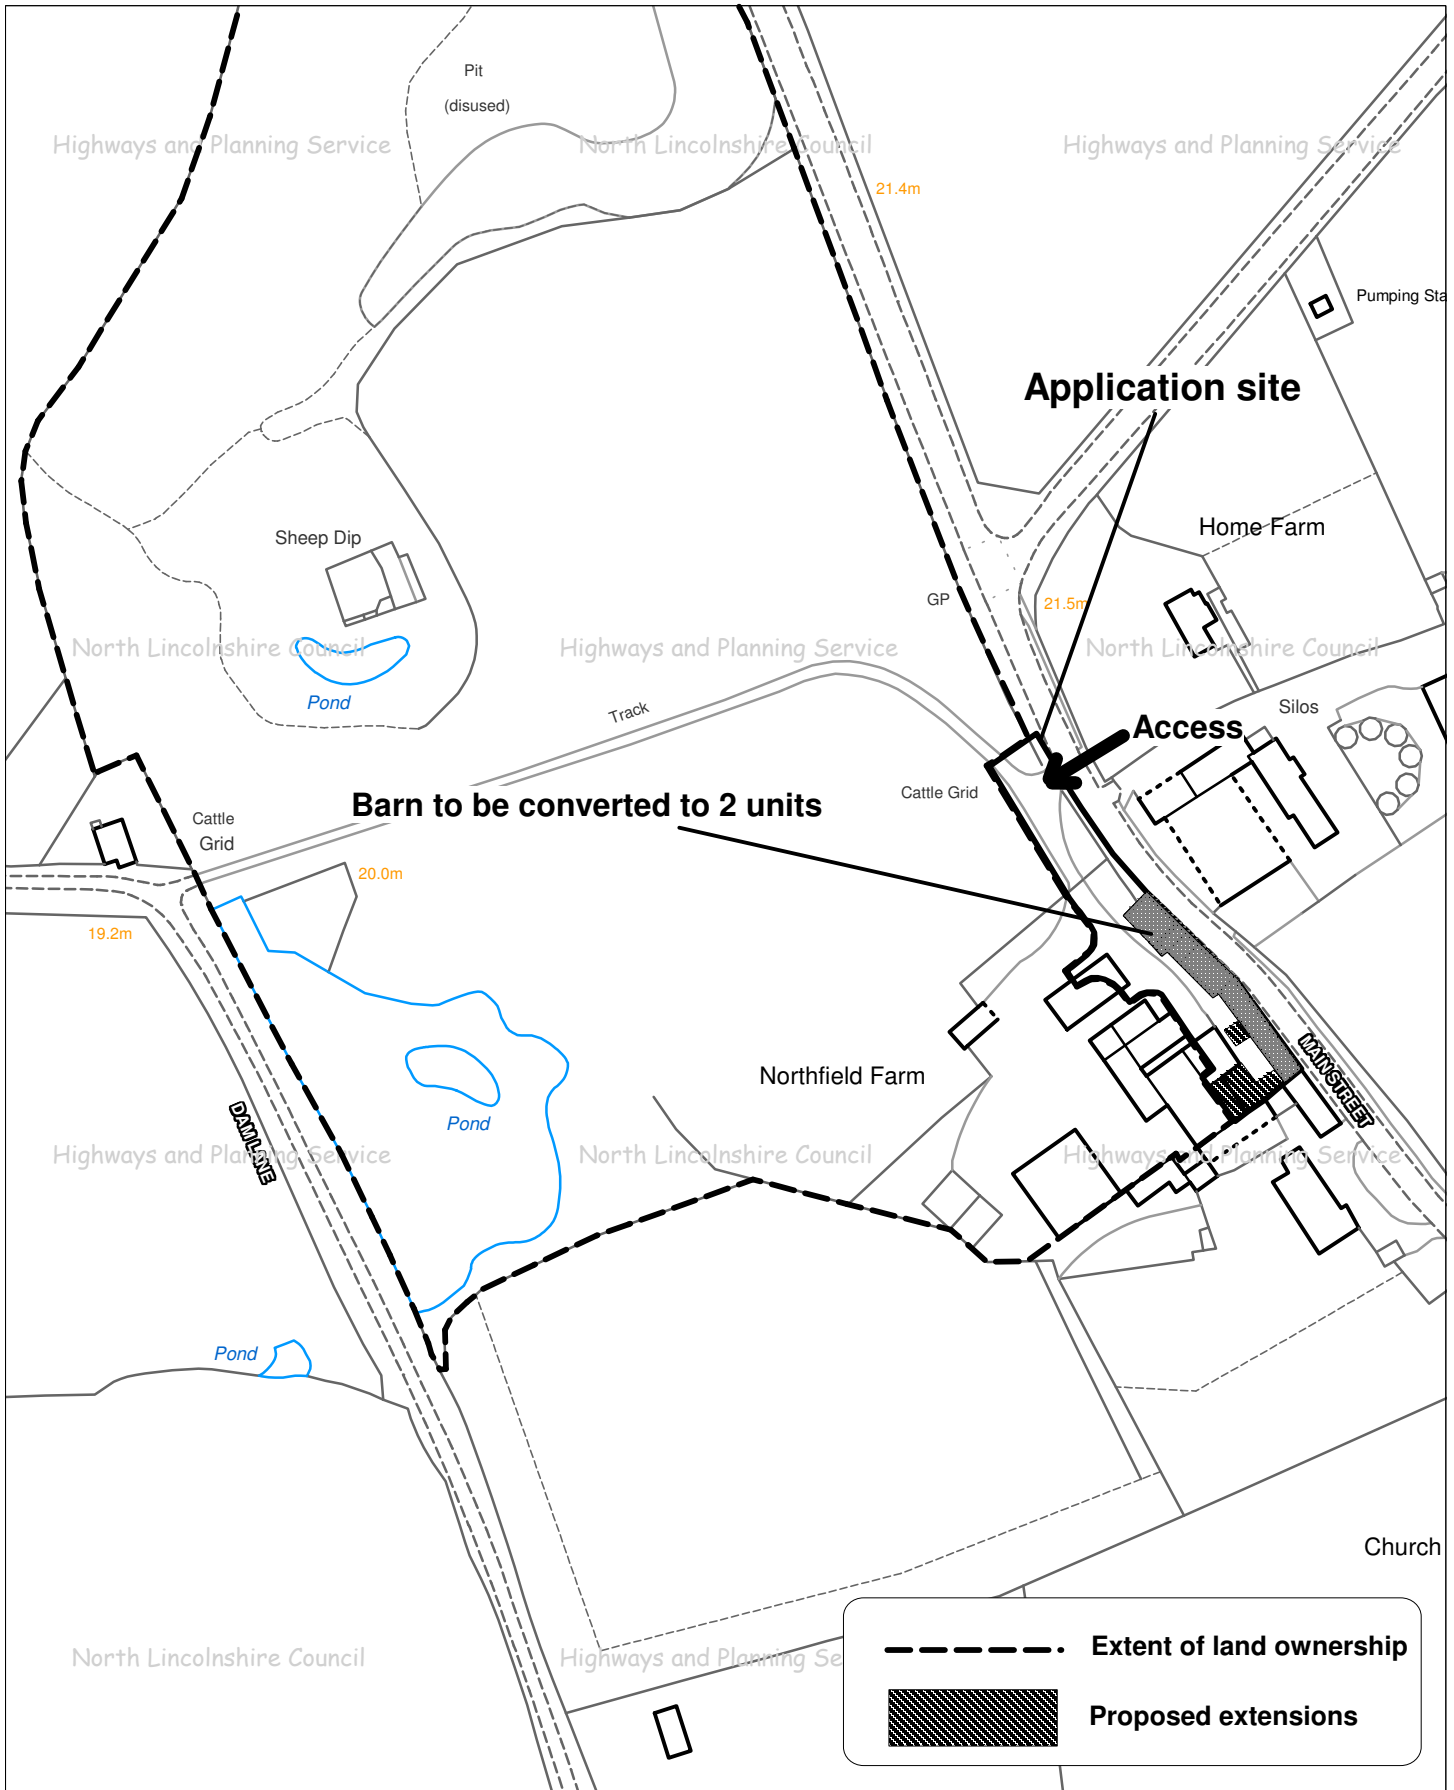 Pit
(disused)
Highways and Planning Service
North Lincolnshire Council
Highways and Planning Service
21.4m
Pumping Sta
Application site
Home Farm
Sheep Dip
GP
21.5m
North Lincolnshire Council
Highways and Planning Service
North Lincolnshire Council
Pond
Track
Silos
Access
Cattle Grid
Barn to be converted to 2 units
Cattle
Grid
20.0m
19.2m
Northfield Farm
MAIN STREET
Pond
DAM LANE
Highways and Planning Service
North Lincolnshire Council
Highways and Planning Service
Pond
Church
Extent of land ownership
North Lincolnshire Council
Highways and Planning Se
Proposed extensions